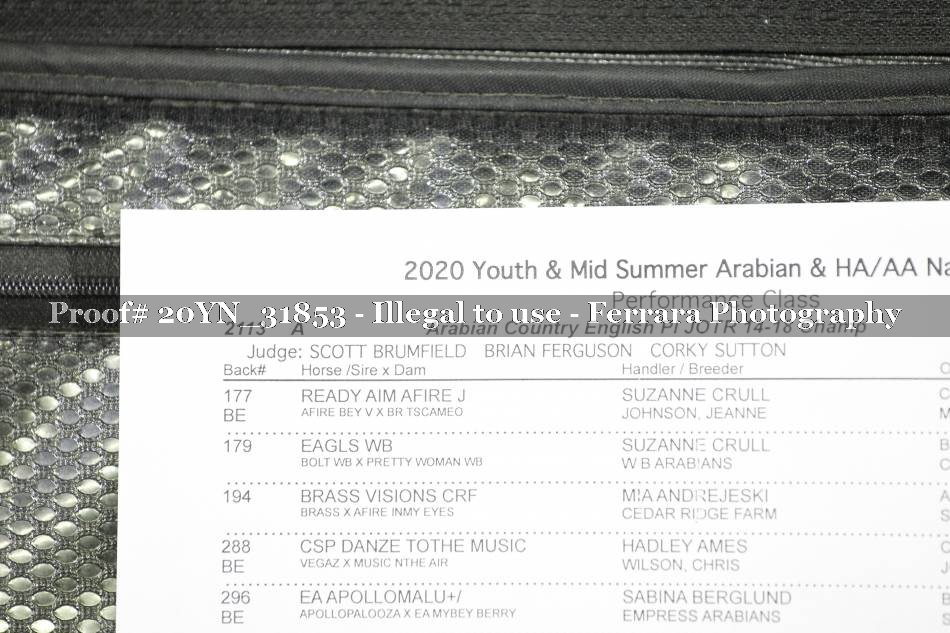 2020 Youth & Mid Summer Arabian & HA/AA Na
Performance Class
Proof# 20YN_31853 - Illegal to use - Ferrara Photography
2113 A Arabian Country English Pl JOTR 14-18 Champ
Judge: SCOTT BRUMFIELD BRIAN FERGUSON CORKY SUTTON
Back# Horse /Sire x Dam Handler / Breeder O
177 READY AIM AFIRE J SUZANNE CRULL C
BE AFIRE BEY V X BR TSCAMEO JOHNSON, JEANNE M
179 EAGLS WB SUZANNE CRULL B
BOLT WB X PRETTY WOMAN WB W B ARABIANS C
194 BRASS VISIONS CRF MIA ANDREJESKI A
BRASS X AFIRE INMY EYES CEDAR RIDGE FARM S
288 CSP DANZE TOTHE MUSIC HADLEY AMES C
BE VEGAZ X MUSIC NTHE AIR WILSON, CHRIS J
296 EA APOLLOMALU+/ SABINA BERGLUND B
BE APOLLOPALOOZA X EA MYBEY BERRY EMPRESS ARABIANS S